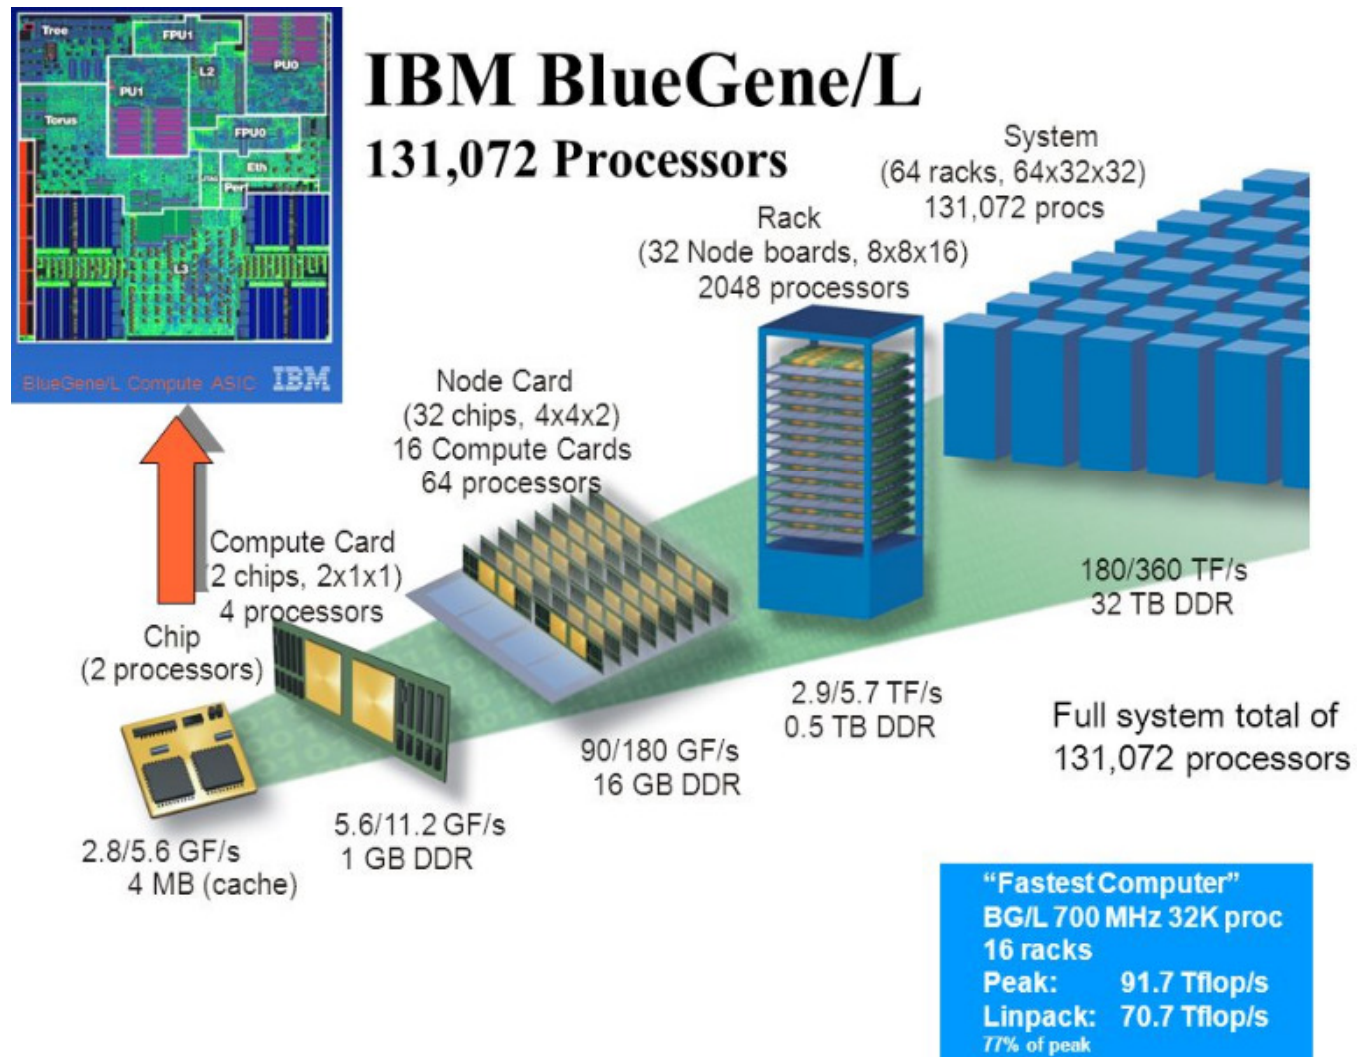 IBM BlueGene/L
131,072 Processors
Tree
FPU1
PU0
L2
PU1
Torus
FPU0
Eth
JTAG
Perf
L3
BlueGene/L Compute ASIC IBM
System
(64 racks, 64x32x32)
131,072 procs
Rack
(32 Node boards, 8x8x16)
2048 processors
Node Card
(32 chips, 4x4x2)
16 Compute Cards
64 processors
Compute Card
(2 chips, 2x1x1)
4 processors
Chip
(2 processors)
180/360 TF/s
32 TB DDR
2.9/5.7 TF/s
0.5 TB DDR
90/180 GF/s
16 GB DDR
5.6/11.2 GF/s
1 GB DDR
2.8/5.6 GF/s
4 MB (cache)
Full system total of
131,072 processors
“Fastest Computer”
BG/L 700 MHz 32K proc
16 racks
Peak: 91.7 Tflop/s
Linpack: 70.7 Tflop/s
77% of peak